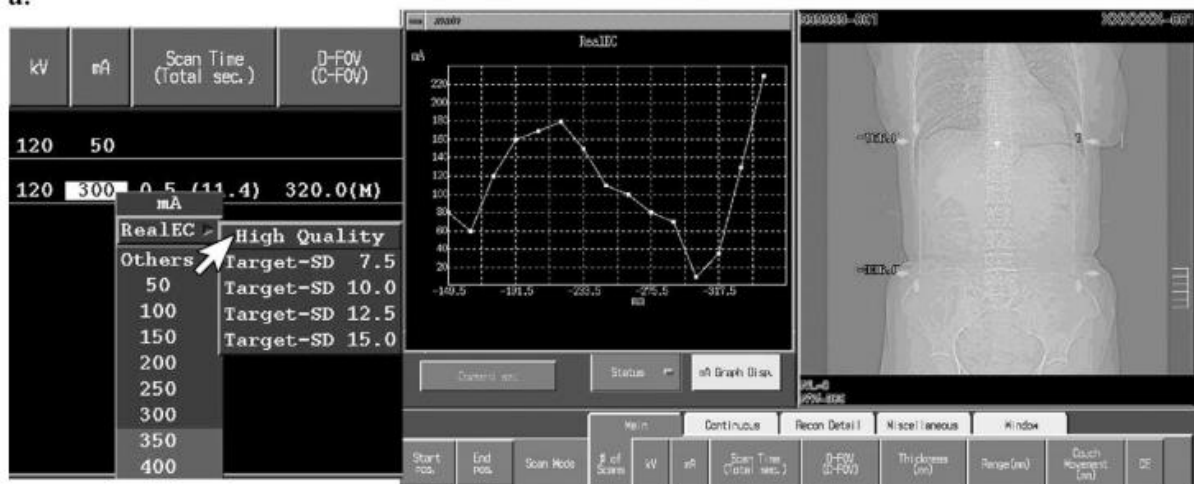 a.
kV mA Scan Time (Total sec.) D-FOV (C-FOV)
120 50
120 300 0.5 (11.4) 320.0(M)
mA
RealEC
Others
50
100
150
200
250
300
350
400
High Quality
Target-SD 7.5
Target-SD 10.0
Target-SD 12.5
Target-SD 15.0
main
RealEC
mA
220
200
180
160
140
120
100
80
60
40
20
-149.5 -191.5 -233.5 -275.5 -317.5
mm
Status
mA Graph Disp.
Main Continuous Recon Detail Miscellaneous Window
Start pos. End pos. Scan Mode # of Scans kV mA Scan Time (Total sec.) D-FOV (C-FOV) Thickness (mm) Range(mm) Couch Movement (mm) CE